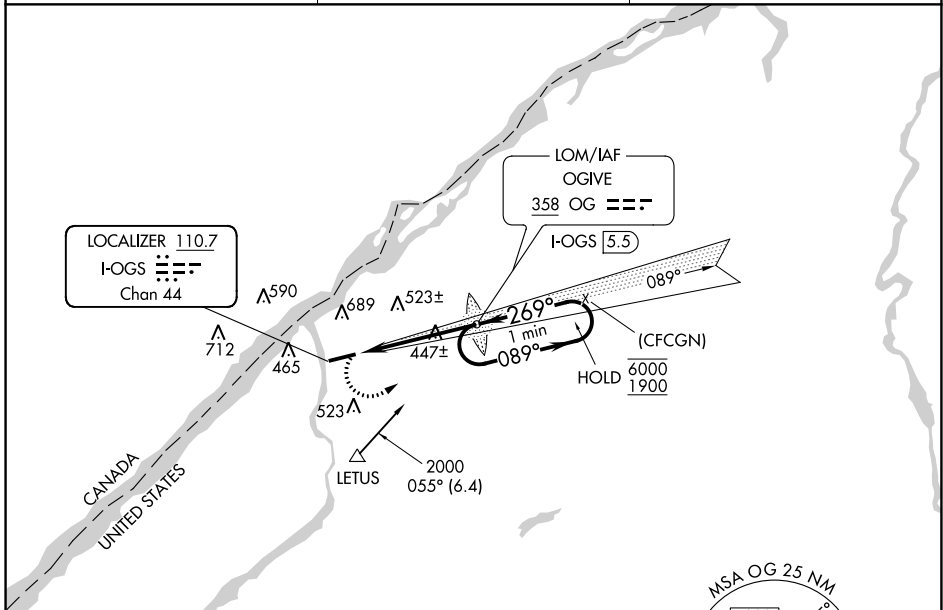 LOM/IAF
OGIVE
358 OG
I-OGS 5.5
LOCALIZER 110.7
I-OGS
Chan 44
590
689
523±
712
465
447±
523
269°
1 min
089°
089°
(CFCGN)
HOLD 6000
1900
LETUS
2000
055° (6.4)
CANADA
UNITED STATES
MSA OG 25 NM